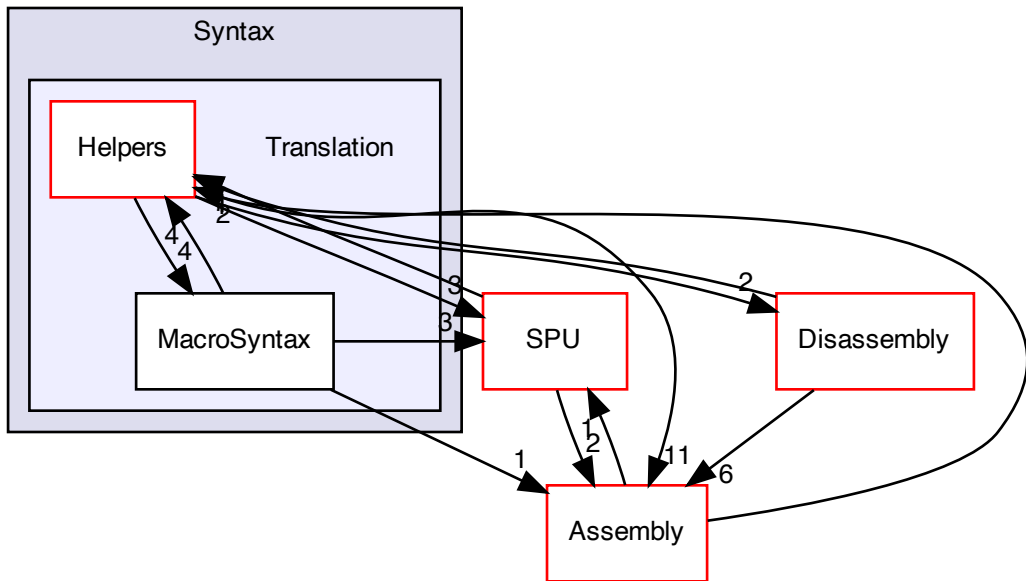 Syntax
Helpers
Translation
2
4
4
2
3
3
MacroSyntax
SPU
Disassembly
1
2
1
11
6
Assembly